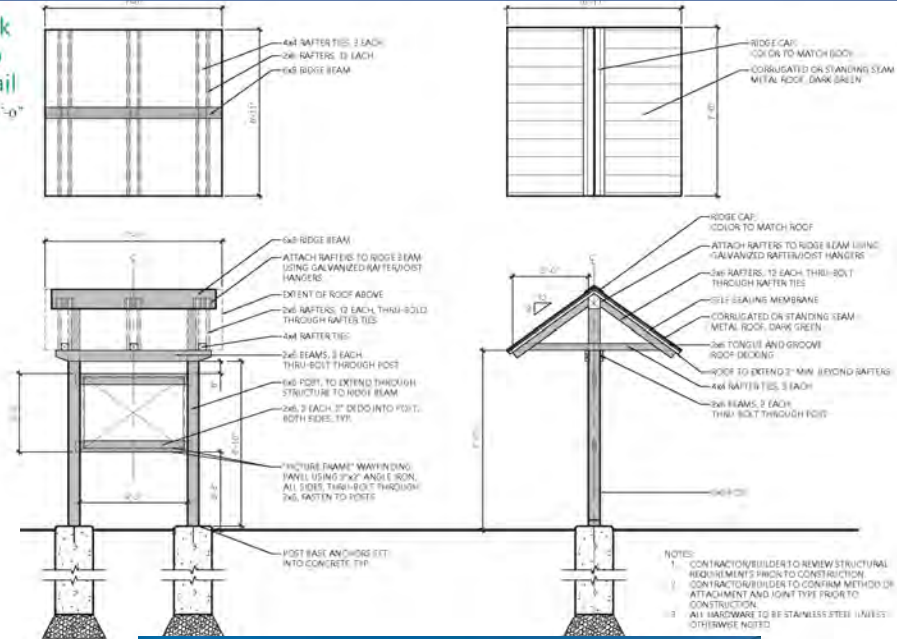 4x4 RAFTER TIES, 3 EACH
2x6 RAFTERS, 12 EACH
6x8 RIDGE BEAM
RIDGE CAP,
COLOR TO MATCH BODY
CORRUGATED OR STANDING SEAM
METAL ROOF, DARK GREEN
6x8 RIDGE BEAM
ATTACH RAFTERS TO RIDGE BEAM
USING GALVANIZED RAFTER/JOIST
HANGERS
EXTENT OF ROOF ABOVE
2x6 RAFTERS, 12 EACH, THRU-BOLD
THROUGH RAFTER TIES
4x4 RAFTER TIES
2x6 BEAMS, 2 EACH
THRU-BOLT THROUGH POST
6x6 POST, TO EXTEND THROUGH
STRUCTURE TO RIDGE BEAM
2x6, 2 EACH, 2" DEDO INTO POST,
BOTH SIDES, TYP.
"PICTURE FRAME" WAYFINDING
PANEL USING 2"x2" ANGLE IRON,
ALL SIDES, THRU-BOLT THROUGH
2x6, FASTEN TO POSTS
POST BASE ANCHORS SET
INTO CONCRETE, TYP.
RIDGE CAP,
COLOR TO MATCH ROOF
ATTACH RAFTERS TO RIDGE BEAM USING
GALVANIZED RAFTER/JOIST HANGERS
2x6 RAFTERS, 12 EACH, THRU-BOLT
THROUGH RAFTER TIES
SELF SEALING MEMBRANE
CORRUGATED OR STANDING SEAM
METAL ROOF, DARK GREEN
2x6 TONGUE AND GROOVE
ROOF DECKING
ROOF TO EXTEND 2" MIN. BEYOND RAFTERS
4x4 RAFTER TIES, 3 EACH
2x6 BEAMS, 2 EACH
THRU BOLT THROUGH POST
NOTES:
1. CONTRACTOR/BUILDER TO REVIEW STRUCTURAL
REQUIREMENTS PRIOR TO CONSTRUCTION.
2. CONTRACTOR/BUILDER TO CONFIRM METHOD OF
ATTACHMENT AND JOINT TYPE PRIOR TO
CONSTRUCTION.
3. ALL HARDWARE TO BE STAINLESS STEEL UNLESS
OTHERWISE NOTED.